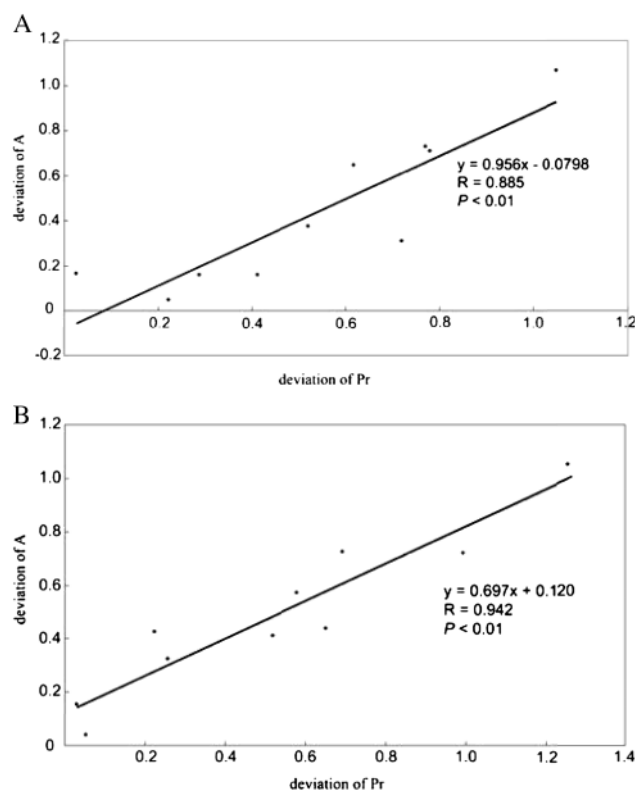 A
1.2
1.0
0.8
0.6
0.4
0.2
0
-0.2
deviation of A
y = 0.956x - 0.0798
R = 0.885
P < 0.01
0.2 0.4 0.6 0.8 1.0 1.2
deviation of Pr
B
1.2
1.0
0.8
0.6
0.4
0.2
0
deviation of A
y = 0.697x + 0.120
R = 0.942
P < 0.01
0.2 0.4 0.6 0.8 1.0 1.2 1.4
deviation of Pr